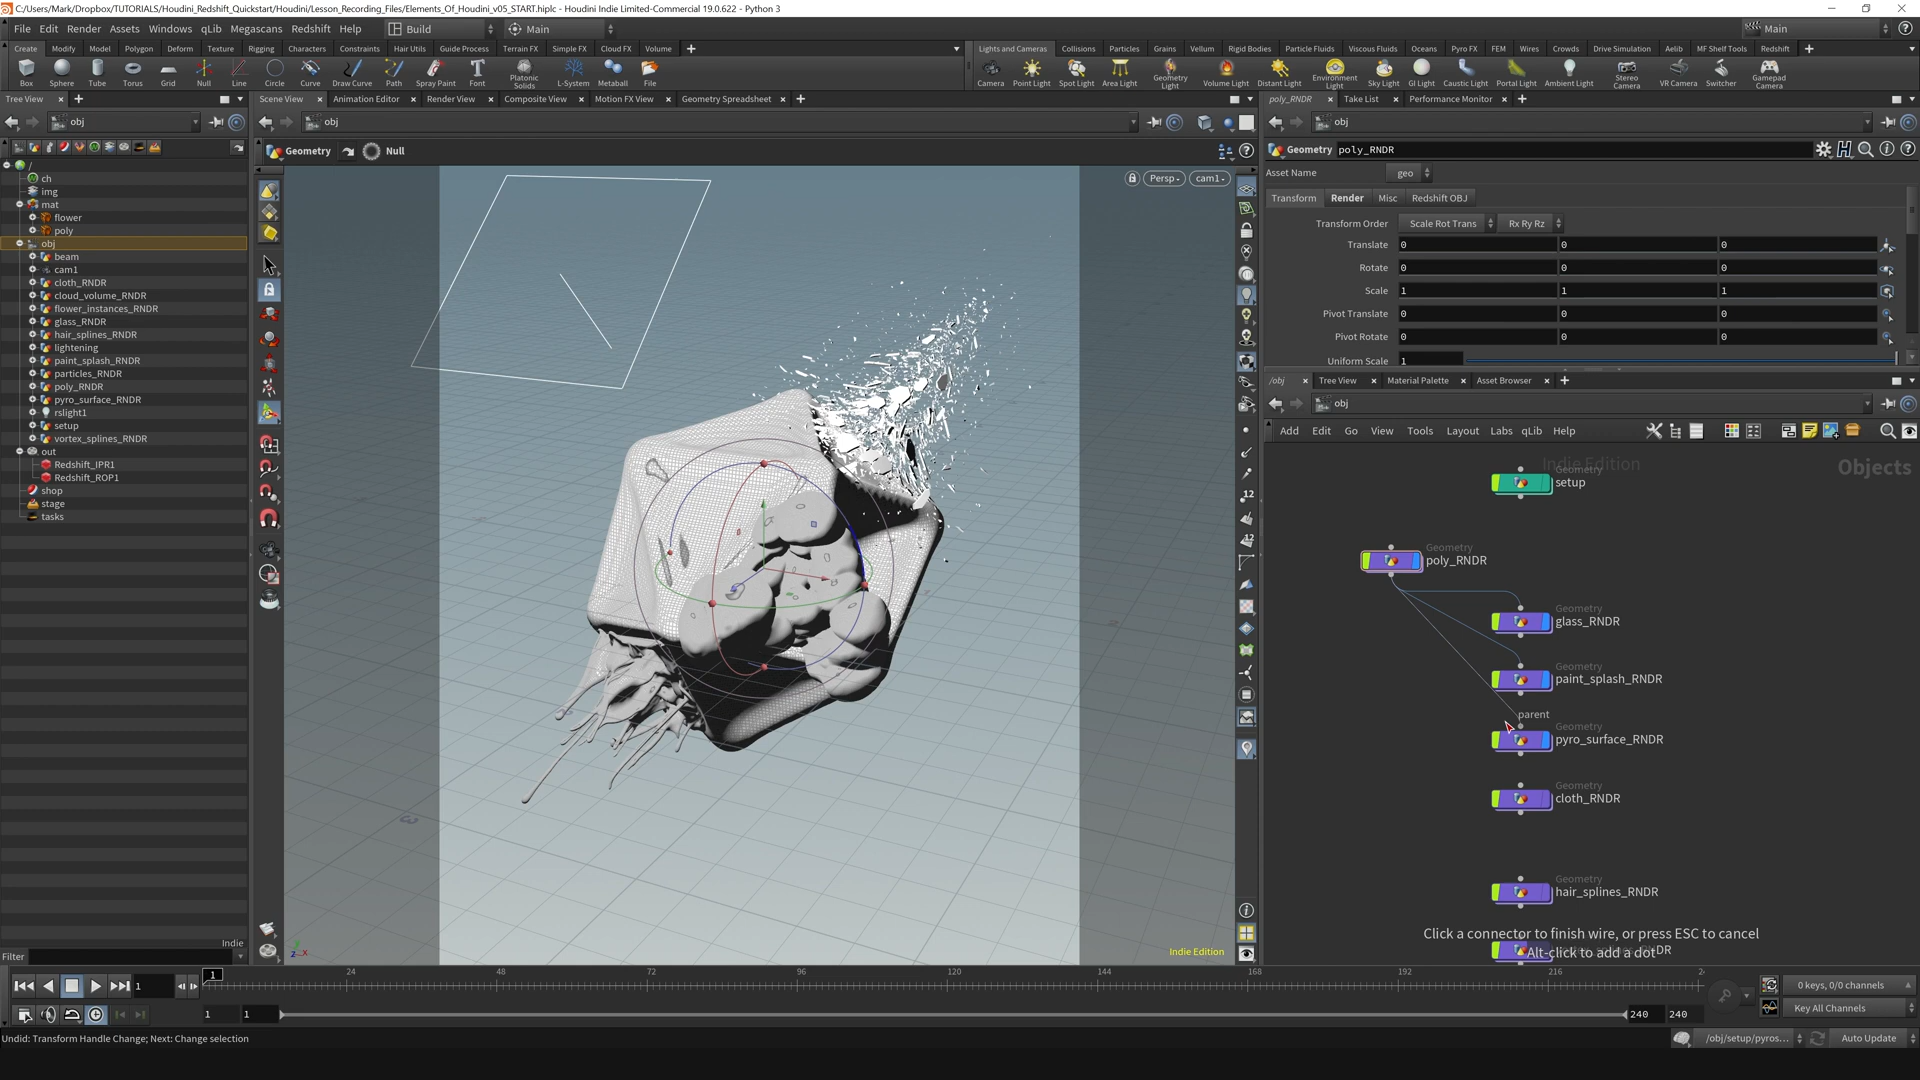 C:/Users/Mark/Dropbox/TUTORIALS/Houdini_Redshift_Quickstart/Houdini/Lesson_Recording_Files/Elements_Of_Houdini_v05_START.hiplc - Houdini Indie Limited-Commercial 19.0.622 - Python 3
File Edit Render Assets Windows qLib Megascans Redshift Help Build Main Main
Create Modify Model Polygon Deform Texture Rigging Characters Constraints Hair Utils Guide Process Terrain FX Simple FX Cloud FX Volume
Lights and Cameras Collisions Particles Grains Vellum Rigid Bodies Particle Fluids Viscous Fluids Oceans Pyro FX FEM Wires Crowds Drive Simulation Aelib MF Shelf Tools Redshift
Box Sphere Tube Torus Grid Null Line Circle Curve Draw Curve Path Spray Paint Font Platonic Solids L-System Metaball File
Camera Point Light Spot Light Area Light Geometry Light Volume Light Distant Light Environment Light Sky Light GI Light Caustic Light Portal Light Ambient Light Stereo Camera VR Camera Switcher Gamepad Camera
Tree View
Scene View Animation Editor Render View Composite View Motion FX View Geometry Spreadsheet
poly_RNDR Take List Performance Monitor
obj
obj
obj
Geometry Null
Geometry poly_RNDR
Asset Name geo
Transform Render Misc Redshift OBJ
Transform Order Scale Rot Trans Rx Ry Rz
Translate 0 0 0
Rotate 0 0 0
Scale 1 1 1
Pivot Translate 0 0 0
Pivot Rotate 0 0 0
Uniform Scale 1
/
ch
img
mat
flower
poly
obj
beam
cam1
cloth_RNDR
cloud_volume_RNDR
flower_instances_RNDR
glass_RNDR
hair_splines_RNDR
lightening
paint_splash_RNDR
particles_RNDR
poly_RNDR
pyro_surface_RNDR
rslight1
setup
vortex_splines_RNDR
out
Redshift_IPR1
Redshift_ROP1
shop
stage
tasks
Indie
Filter
Persp cam1
Indie Edition
z x
12
12
/obj Tree View Material Palette Asset Browser
obj
Add Edit Go View Tools Layout Labs qLib Help
Indie Edition
Objects
Geometry
setup
Geometry
poly_RNDR
Geometry
glass_RNDR
Geometry
paint_splash_RNDR
parent
Geometry
pyro_surface_RNDR
Geometry
cloth_RNDR
Geometry
hair_splines_RNDR
Click a connector to finish wire, or press ESC to cancel
Alt-click to add a dot
1 24 48 72 96 120 144 168 192 216
1
1 1 240 240
0 keys, 0/0 channels
Key All Channels
Undid: Transform Handle Change; Next: Change selection
/obj/setup/pyros... Auto Update